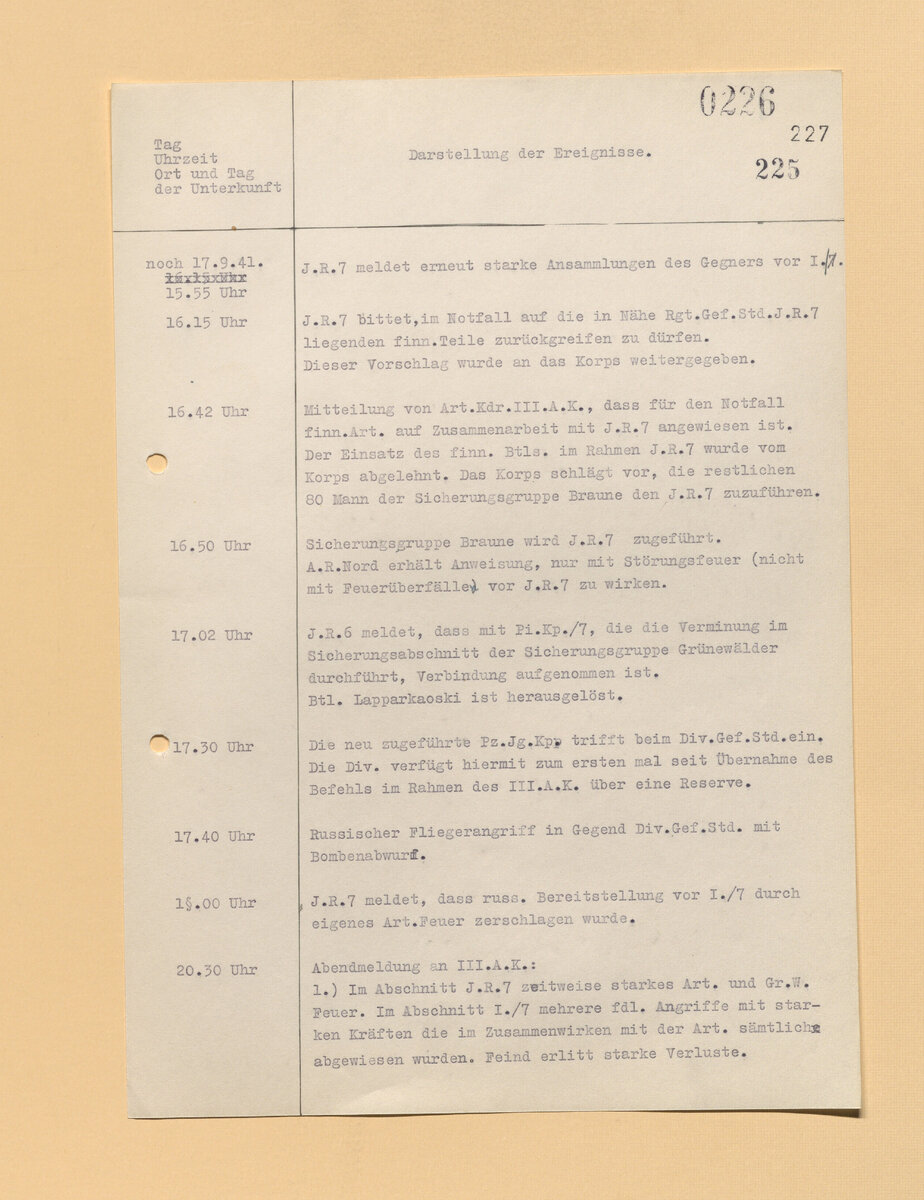 0226
227
225
Tag
Uhrzeit
Ort und Tag
der Unterkunft
Darstellung der Ereignisse.
noch 17.9.41.
16.15 Uhr
15.55 Uhr
J.R.7 meldet erneut starke Ansammlungen des Gegners vor I./7.
16.15 Uhr
J.R.7 bittet,im Notfall auf die in Nähe Rgt.Gef.Std.J.R.7
liegenden finn.Teile zurückgreifen zu dürfen.
Dieser Vorschlag wurde an das Korps weitergegeben.
16.42 Uhr
Mitteilung von Art.Kdr.III.A.K., dass für den Notfall
finn.Art. auf Zusammenarbeit mit J.R.7 angewiesen ist.
Der Einsatz des finn. Btls. im Rahmen J.R.7 wurde vom
Korps abgelehnt. Das Korps schlägt vor, die restlichen
80 Mann der Sicherungsgruppe Braune den J.R.7 zuzuführen.
16.50 Uhr
Sicherungsgruppe Braune wird J.R.7 zugeführt.
A.R.Nord erhält Anweisung, nur mit Störungsfeuer (nicht
mit Feuerüberfälle) vor J.R.7 zu wirken.
17.02 Uhr
J.R.6 meldet, dass mit Pi.Kp./7, die die Verminung im
Sicherungsabschnitt der Sicherungsgruppe Grünewälder
durchführt, Verbindung aufgenommen ist.
Btl. Lapparkaoski ist herausgelöst.
17.30 Uhr
Die neu zugeführte Pz.Jg.Kp. trifft beim Div.Gef.Std.ein.
Die Div. verfügt hiermit zum ersten mal seit Übernahme des
Befehls im Rahmen des III.A.K. über eine Reserve.
17.40 Uhr
Russischer Fliegerangriff in Gegend Div.Gef.Std. mit
Bombenabwurf.
1§.00 Uhr
J.R.7 meldet, dass russ. Bereitstellung vor I./7 durch
eigenes Art.Feuer zerschlagen wurde.
20.30 Uhr
Abendmeldung an III.A.K.:
1.) Im Abschnitt J.R.7 zeitweise starkes Art. und Gr.W.
Feuer. Im Abschnitt I./7 mehrere fdl. Angriffe mit star-
ken Kräften die im Zusammenwirken mit der Art. sämtliche
abgewiesen wurden. Feind erlitt starke Verluste.